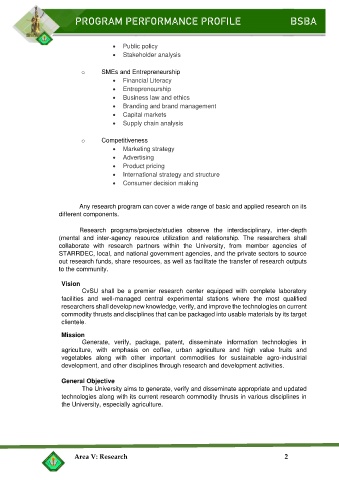 PROGRAM PERFORMANCE PROFILE BSBA
• Public policy
• Stakeholder analysis
o SMEs and Entrepreneurship
• Financial Literacy
• Entrepreneurship
• Business law and ethics
• Branding and brand management
• Capital markets
• Supply chain analysis
o Competitiveness
• Marketing strategy
• Advertising
• Product pricing
• International strategy and structure
• Consumer decision making
Any research program can cover a wide range of basic and applied research on its
different components.
Research programs/projects/studies observe the interdisciplinary, inter-depth
(mental and inter-agency resource utilization and relationship. The researchers shall
collaborate with research partners within the University, from member agencies of
STARRDEC, local, and national government agencies, and the private sectors to source
out research funds, share resources, as well as facilitate the transfer of research outputs
to the community.
Vision
CvSU shall be a premier research center equipped with complete laboratory
facilities and well-managed central experimental stations where the most qualified
researchers shall develop new knowledge, verify, and improve the technologies on current
commodity thrusts and disciplines that can be packaged into usable materials by its target
clientele.
Mission
Generate, verify, package, patent, disseminate information technologies in
agriculture, with emphasis on coffee, urban agriculture and high value fruits and
vegetables along with other important commodities for sustainable agro-industrial
development, and other disciplines through research and development activities.
General Objective
The University aims to generate, verify and disseminate appropriate and updated
technologies along with its current research commodity thrusts in various disciplines in
the University, especially agriculture.
Area V: Research 2